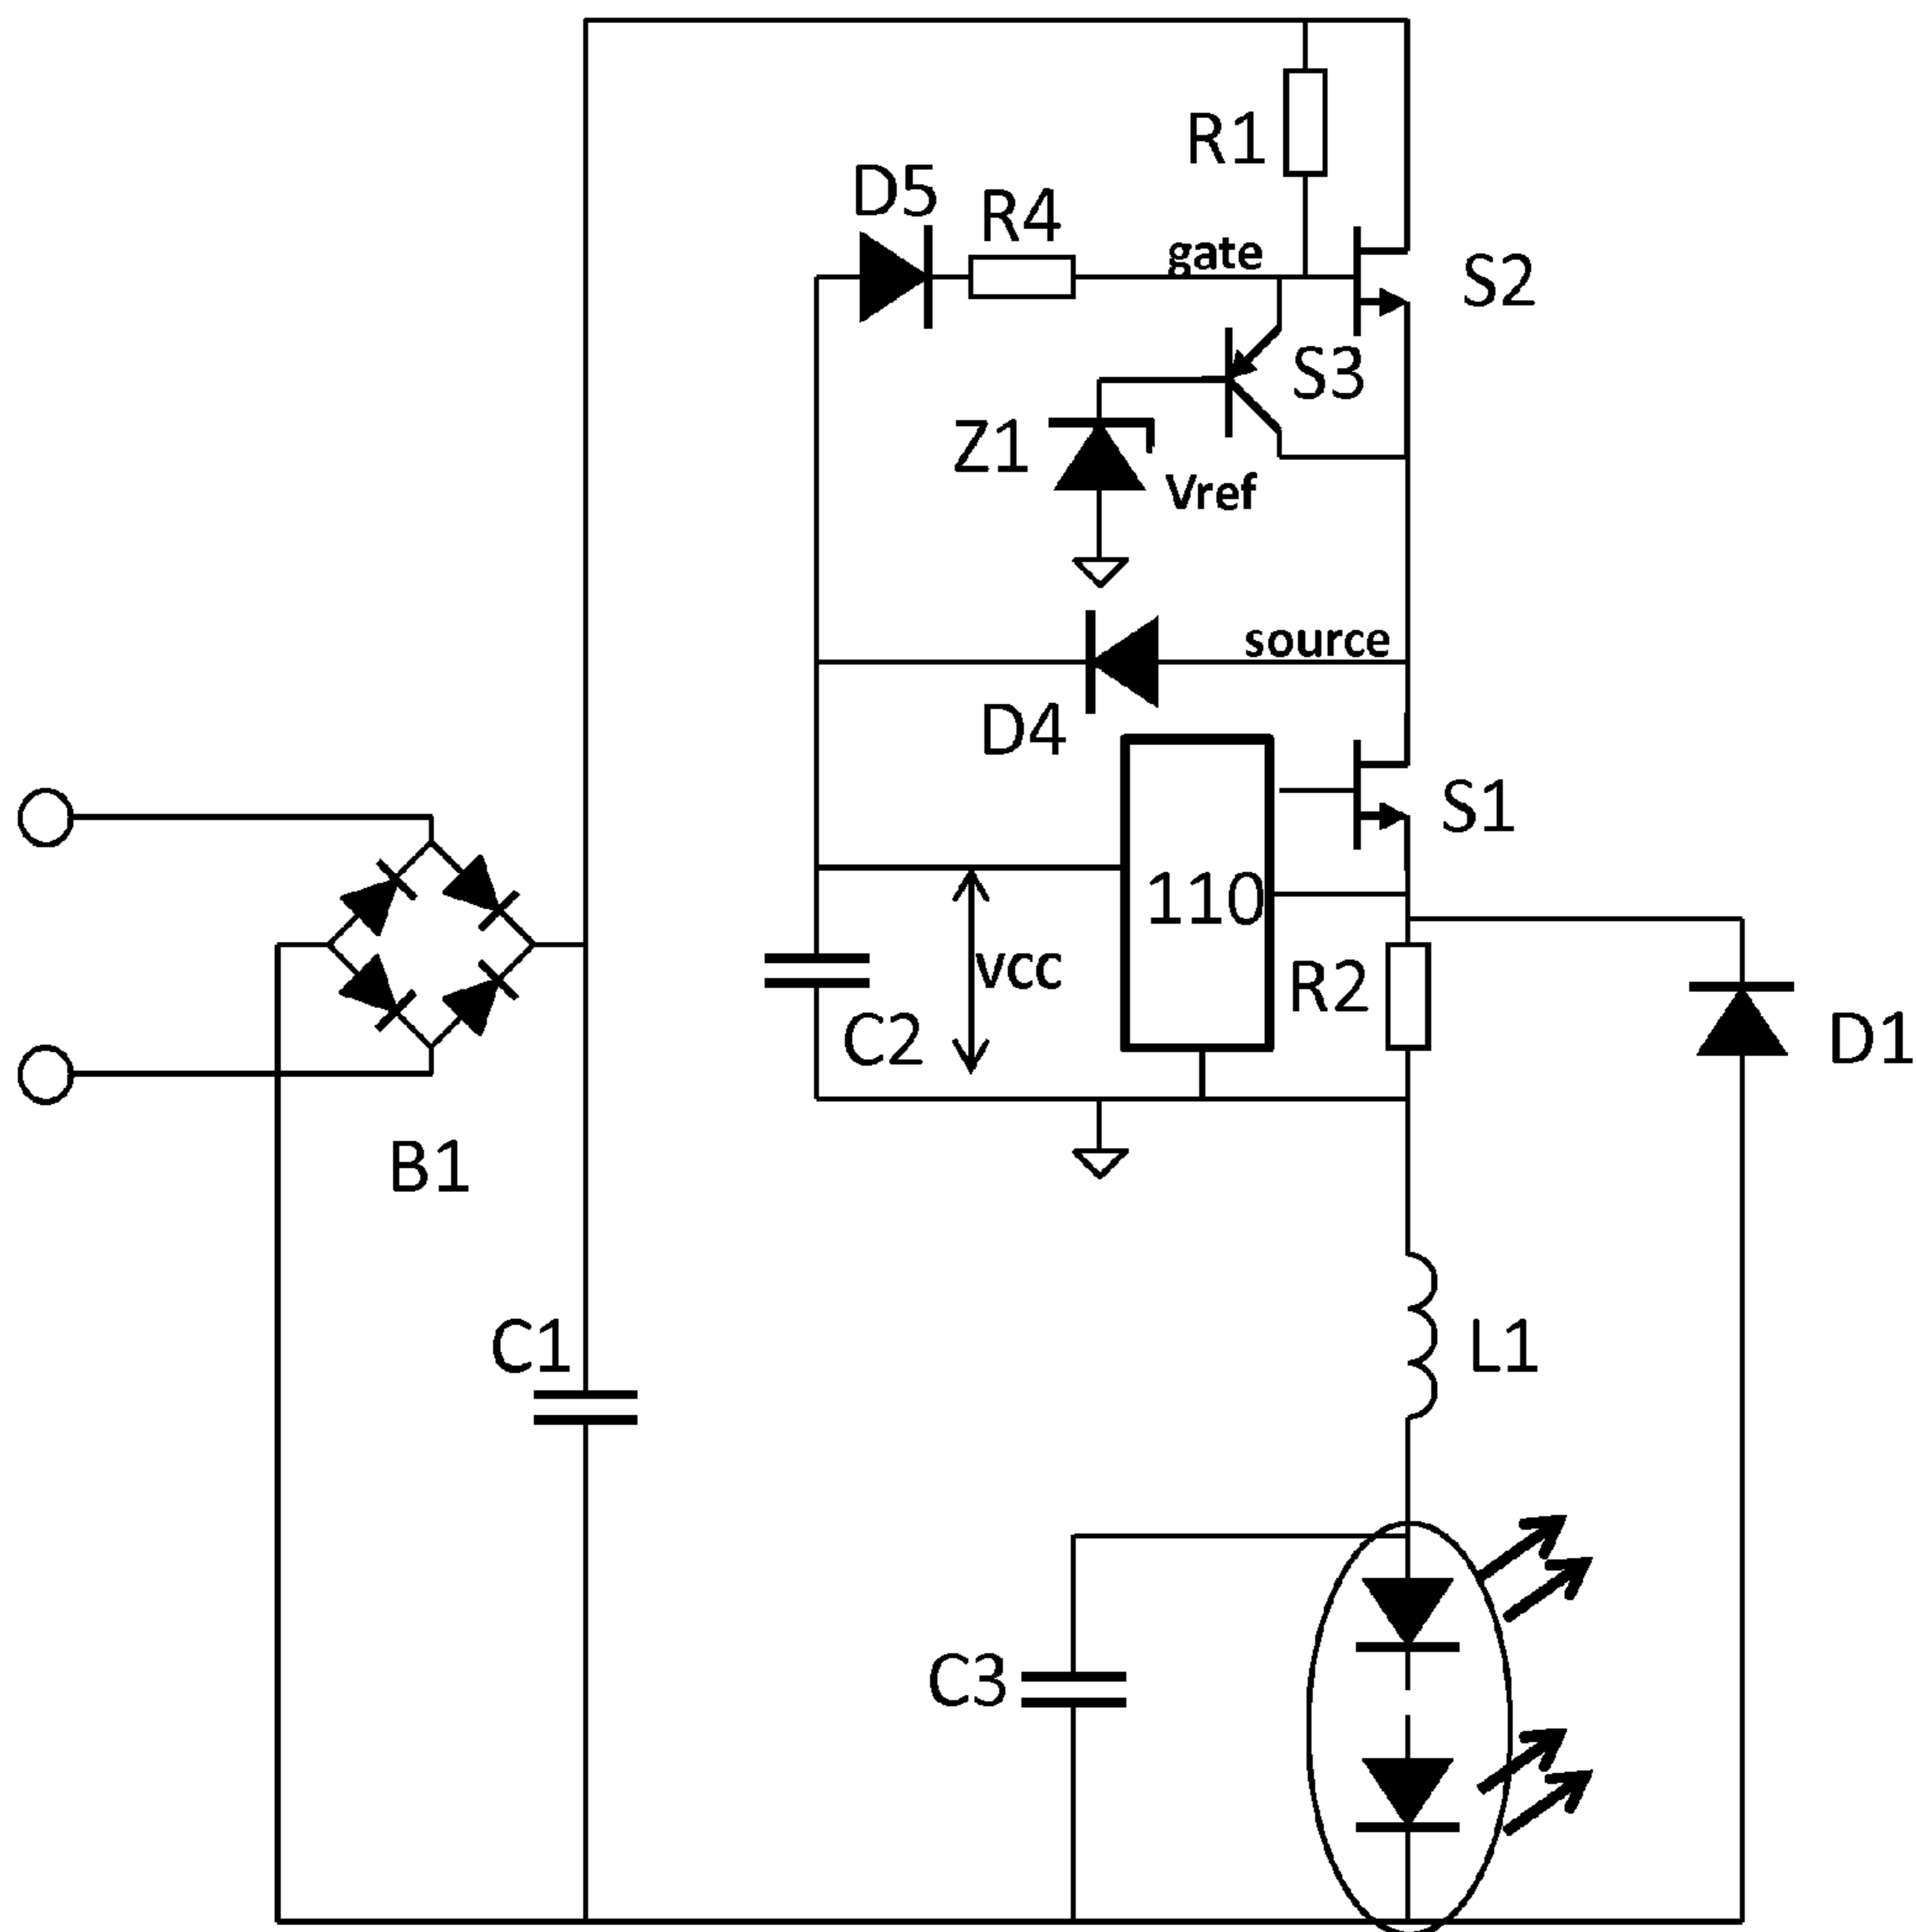 R1
D5
R4
gate
S2
S3
Z1
Vref
source
D4
S1
110
vcc
R2
C2
D1
B1
C1
L1
C3